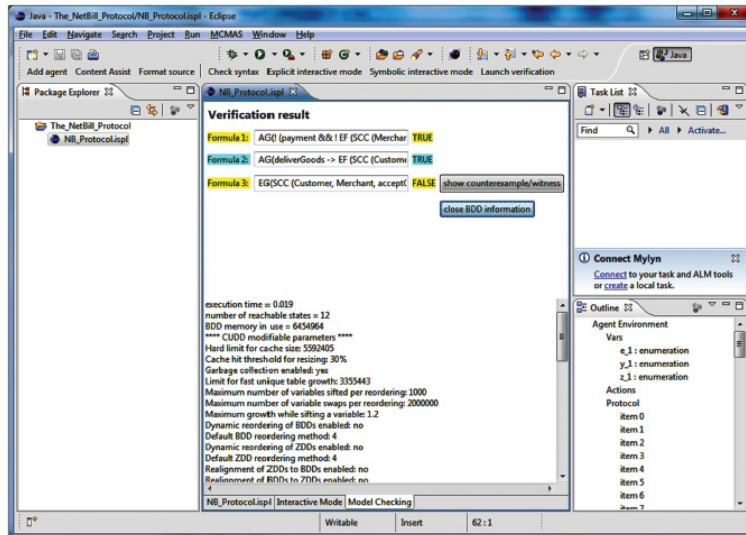 Java - The_NetBill_Protocol/NB_Protocol.ispl - Eclipse
File Edit Navigate Search Project Run MCMAS Window Help
Java
Add agent Content Assist Format source Check syntax Explicit interactive mode Symbolic interactive mode Launch verification
Package Explorer
The_NetBill_Protocol
NB_Protocol.ispl
NB_Protocol.ispl
Verification result
Formula 1: AG(! (payment && ! EF (SCC (Merchar TRUE
Formula 2: AG(deliverGoods -> EF (SCC (Custome TRUE
Formula 3: EG(SCC (Customer, Merchant, accept( FALSE show counterexample/witness
close BDD information
execution time = 0.019
number of reachable states = 12
BDD memory in use = 6454964
**** CUDD modifiable parameters ****
Hard limit for cache size: 5592405
Cache hit threshold for resizing: 30%
Garbage collection enabled: yes
Limit for fast unique table growth: 3355443
Maximum number of variables sifted per reordering: 1000
Maximum number of variable swaps per reordering: 2000000
Maximum growth while sifting a variable: 1.2
Dynamic reordering of BDDs enabled: no
Default BDD reordering method: 4
Dynamic reordering of ZDDs enabled: no
Default ZDD reordering method: 4
Realignment of ZDDs to BDDs enabled: no
Realignment of BDDs to ZDDs enabled: no
NB_Protocol.ispl Interactive Mode Model Checking
Task List
Find All Activate...
Connect Mylyn
Connect to your task and ALM tools
or create a local task.
Outline
Agent Environment
Vars
e_1 : enumeration
y_1 : enumeration
z_1 : enumeration
Actions
Protocol
item 0
item 1
item 2
item 3
item 4
item 5
item 6
item 7
Writable Insert 62 : 1